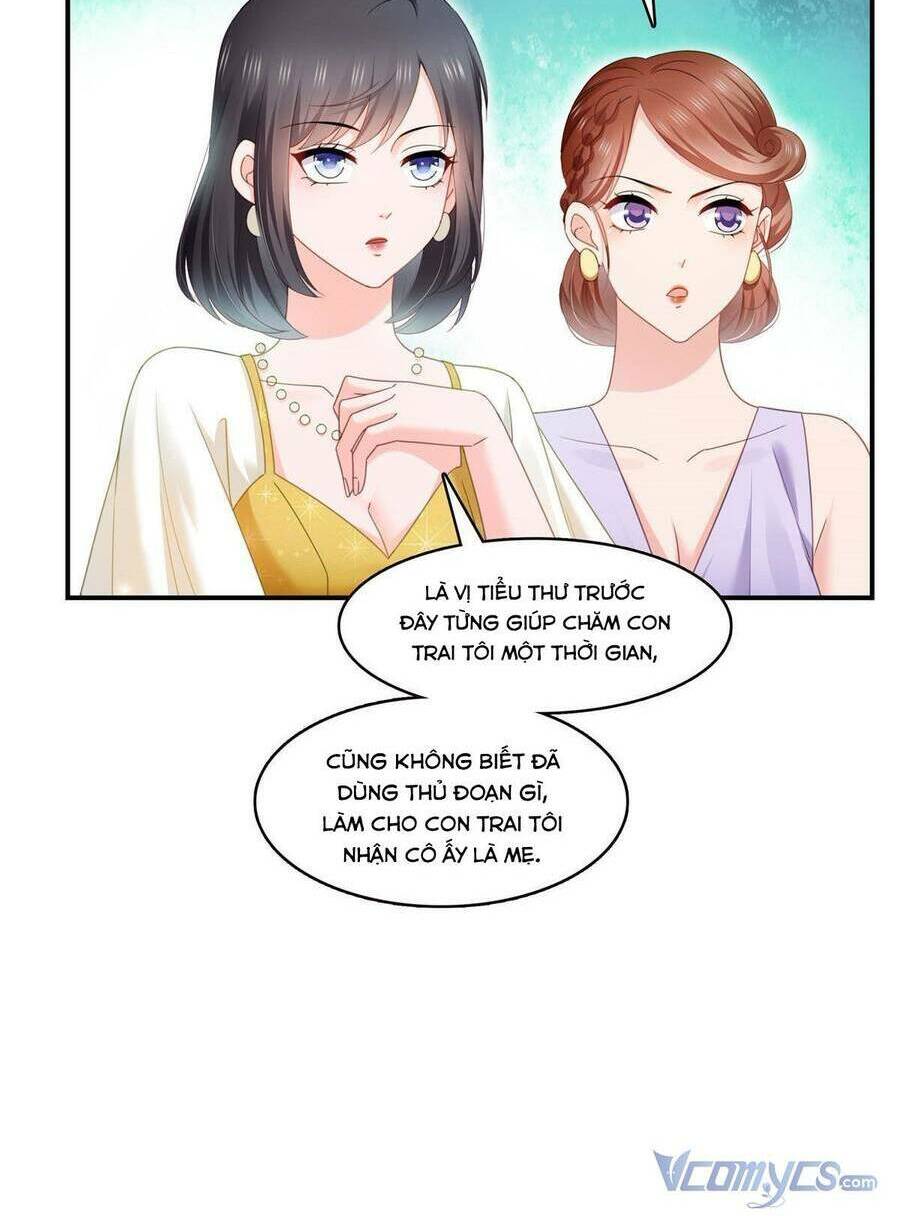 LÀ VỊ TIỂU THƯ TRƯỚC
ĐÂY TỪNG GIÚP CHĂM CON
TRAI TÔI MỘT THỜI GIAN,
CŨNG KHÔNG BIẾT ĐÃ
DÙNG THỦ ĐOẠN GÌ,
LÀM CHO CON TRAI TÔI
NHẬN CÔ ẤY LÀ MẸ.
VCOMYCS.com